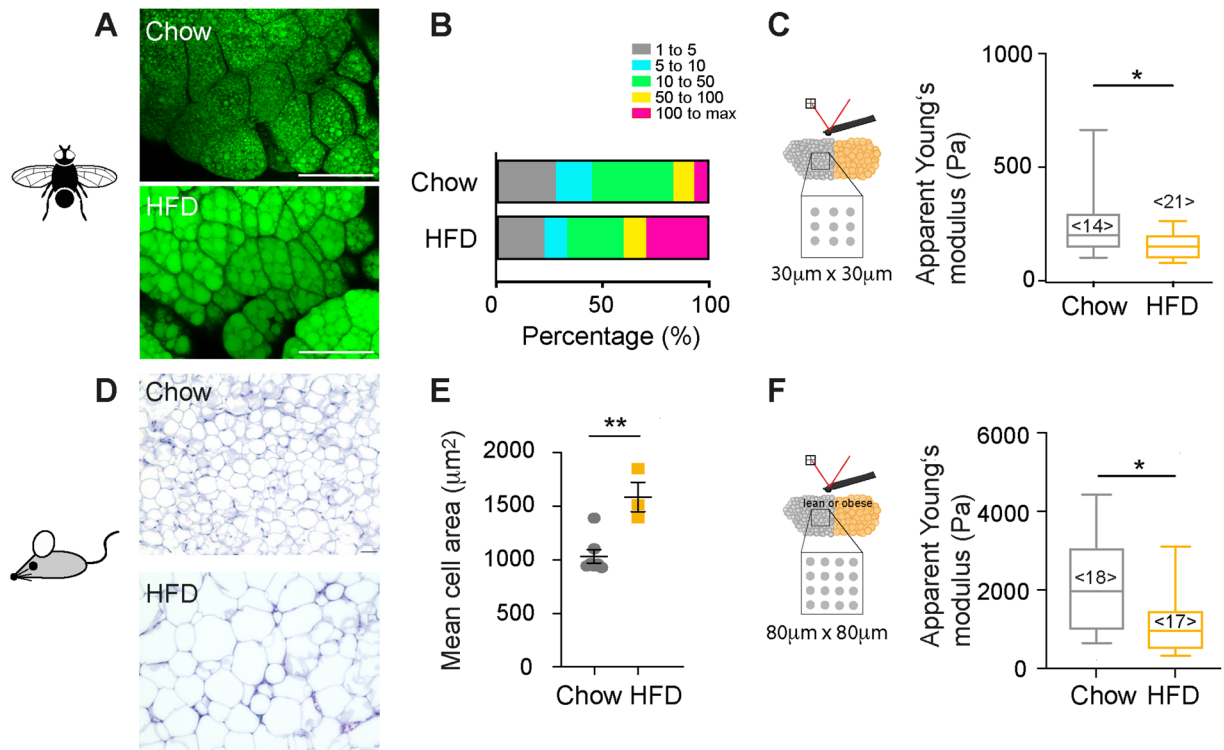 A
Chow
HFD
B
1 to 5
5 to 10
10 to 50
50 to 100
100 to max
Chow
HFD
0
50
100
Percentage (%)
C
30μm x 30μm
Apparent Young‘s
modulus (Pa)
1000
500
0
*
<14>
<21>
Chow
HFD
D
Chow
HFD
E
Mean cell area (μm2)
2000
1500
1000
500
0
**
Chow
HFD
F
lean or obese
80μm x 80μm
Apparent Young‘s
modulus (Pa)
6000
4000
2000
0
*
<18>
<17>
Chow
HFD